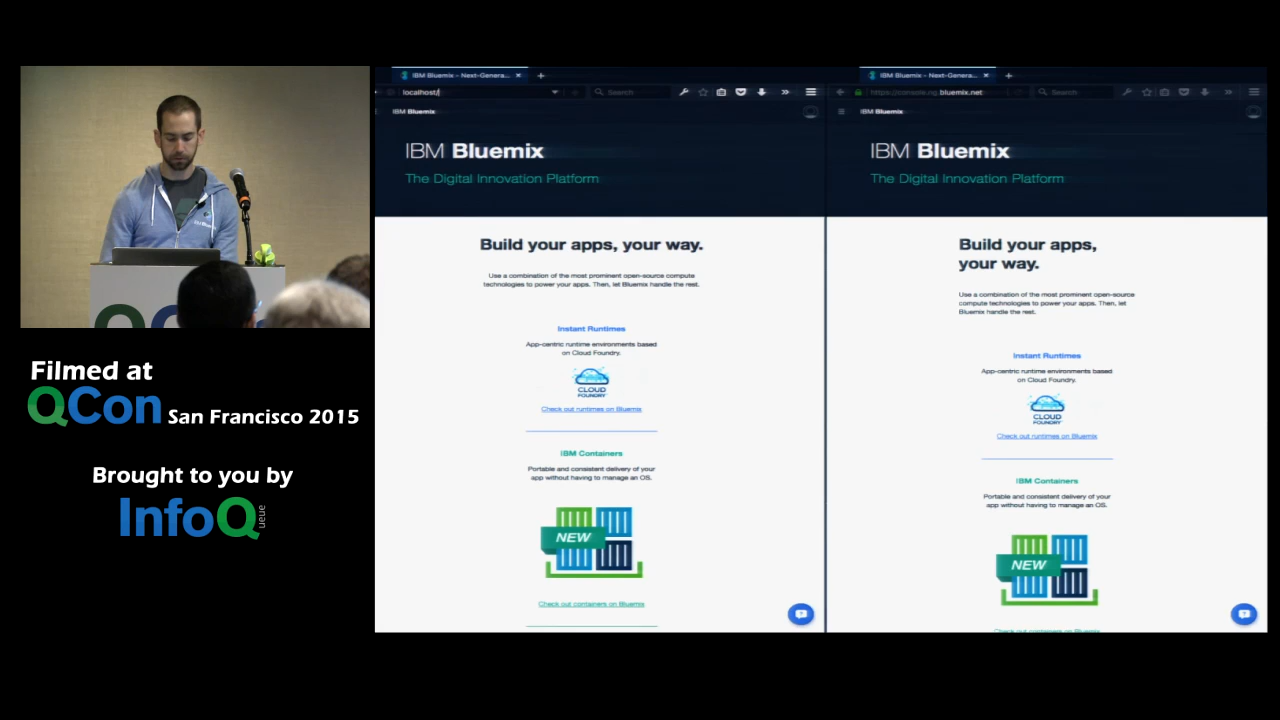 Filmed at
QCon San Francisco 2015
Brought to you by
InfoQ
ueue
IBM Bluemix - Next-Genera...
localhost/
Search
IBM Bluemix
IBM Bluemix
The Digital Innovation Platform
Build your apps, your way.
Use a combination of the most prominent open-source compute
technologies to power your apps. Then, let Bluemix handle the rest.
Instant Runtimes
App-centric runtime environments based
on Cloud Foundry.
CLOUD
FOUNDRY
Check out runtimes on Bluemix
IBM Containers
Portable and consistent delivery of your
app without having to manage an OS.
NEW
Check out containers on Bluemix
IBM Bluemix - Next-Genera...
https://console.ng.bluemix.net
Search
IBM Bluemix
IBM Bluemix
The Digital Innovation Platform
Build your apps,
your way.
Use a combination of the most prominent open-source
compute technologies to power your apps. Then, let
Bluemix handle the rest.
Instant Runtimes
App-centric runtime environments based
on Cloud Foundry.
CLOUD
FOUNDRY
Check out runtimes on Bluemix
IBM Containers
Portable and consistent delivery of your
app without having to manage an OS.
NEW
Check out containers on Bluemix